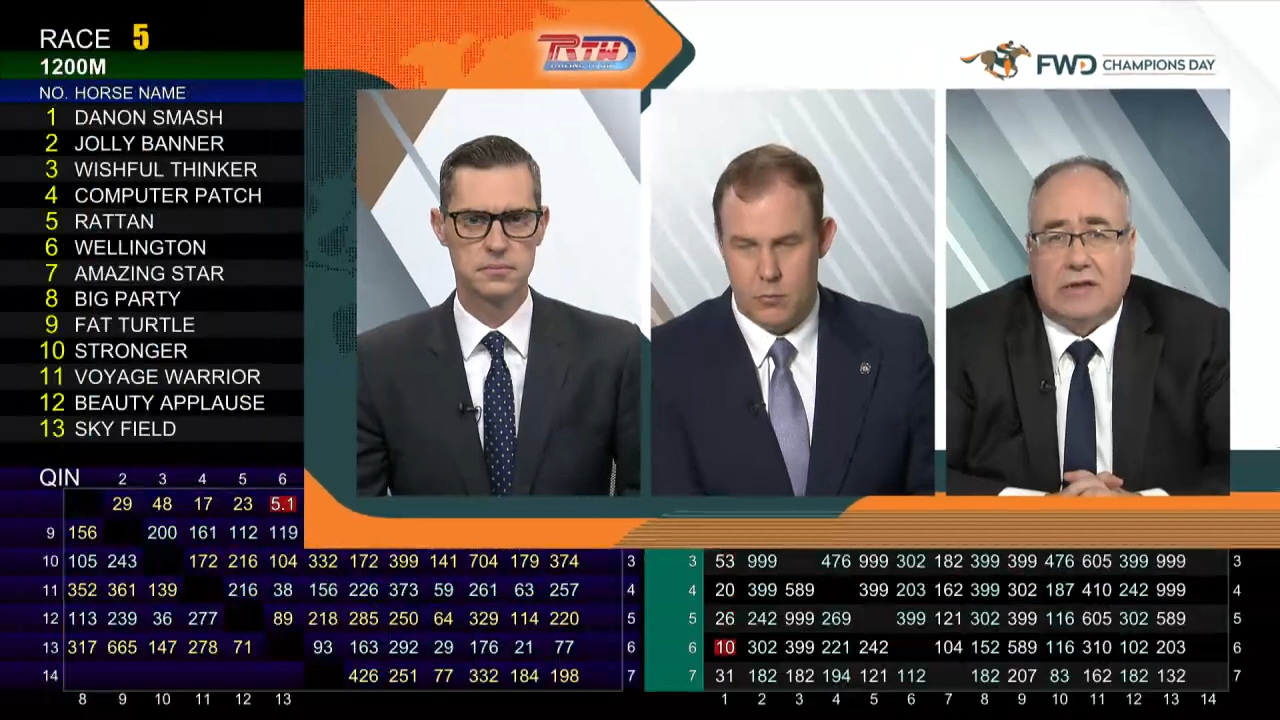 RACE 5
1200M
NO. HORSE NAME
1 DANON SMASH
2 JOLLY BANNER
3 WISHFUL THINKER
4 COMPUTER PATCH
5 RATTAN
6 WELLINGTON
7 AMAZING STAR
8 BIG PARTY
9 FAT TURTLE
10 STRONGER
11 VOYAGE WARRIOR
12 BEAUTY APPLAUSE
13 SKY FIELD
RTW
FWD CHAMPIONS DAY
QIN 2 3 4 5 6
29 48 17 23 5.1
9 156 200 161 112 119
10 105 243 172 216 104 332 172 399 141 704 179 374 3
11 352 361 139 216 38 156 226 373 59 261 63 257 4
12 113 239 36 277 89 218 285 250 64 329 114 220 5
13 317 665 147 278 71 93 163 292 29 176 21 77 6
14 426 251 77 332 184 198 7
8 9 10 11 12 13
3 53 999 476 999 302 182 399 399 476 605 399 999 3
4 20 399 589 399 203 162 399 302 187 410 242 999 4
5 26 242 999 269 399 121 302 399 116 605 302 589 5
6 10 302 399 221 242 104 152 589 116 310 102 203 6
7 31 182 182 194 121 112 182 207 83 162 182 132 7
1 2 3 4 5 6 7 8 9 10 11 12 13 14